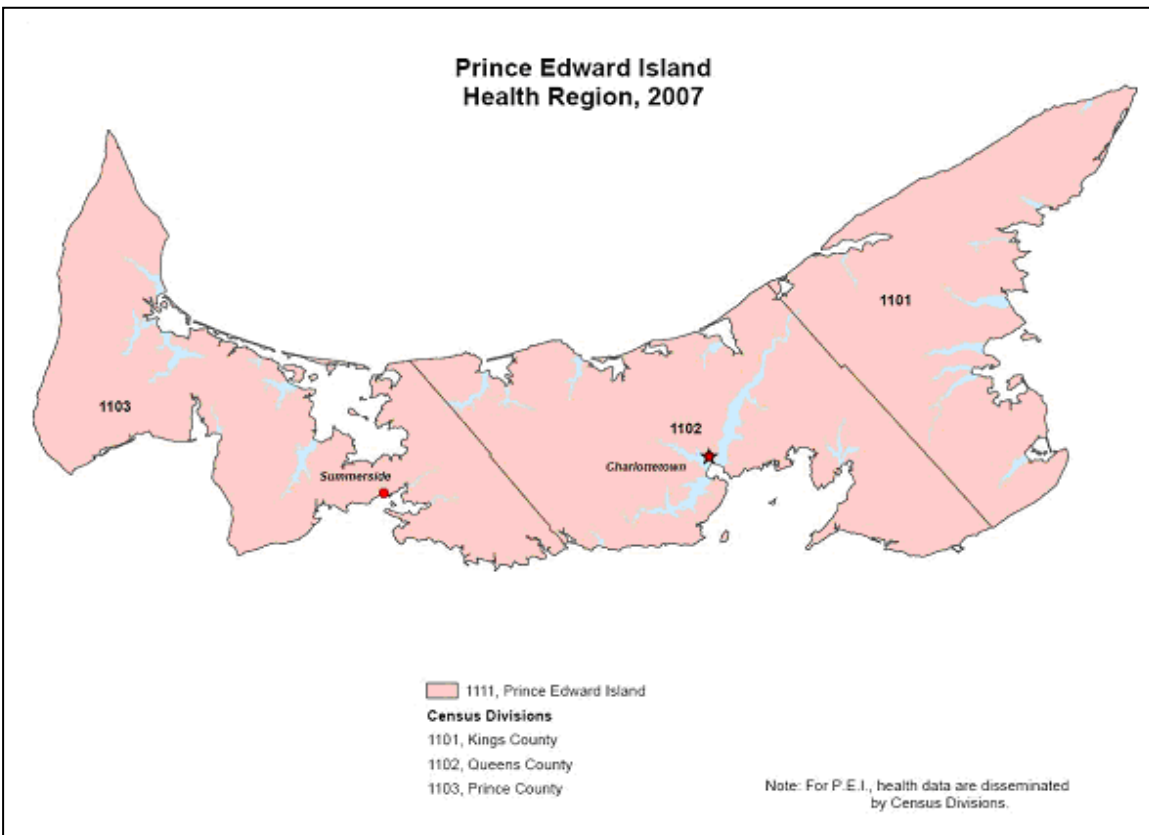 Prince Edward Island
Health Region, 2007
1101
1103
1102
Charlottetown
Summerside
1111, Prince Edward Island
Census Divisions
1101, Kings County
1102, Queens County
1103, Prince County
Note: For P.E.I., health data are disseminated
by Census Divisions.